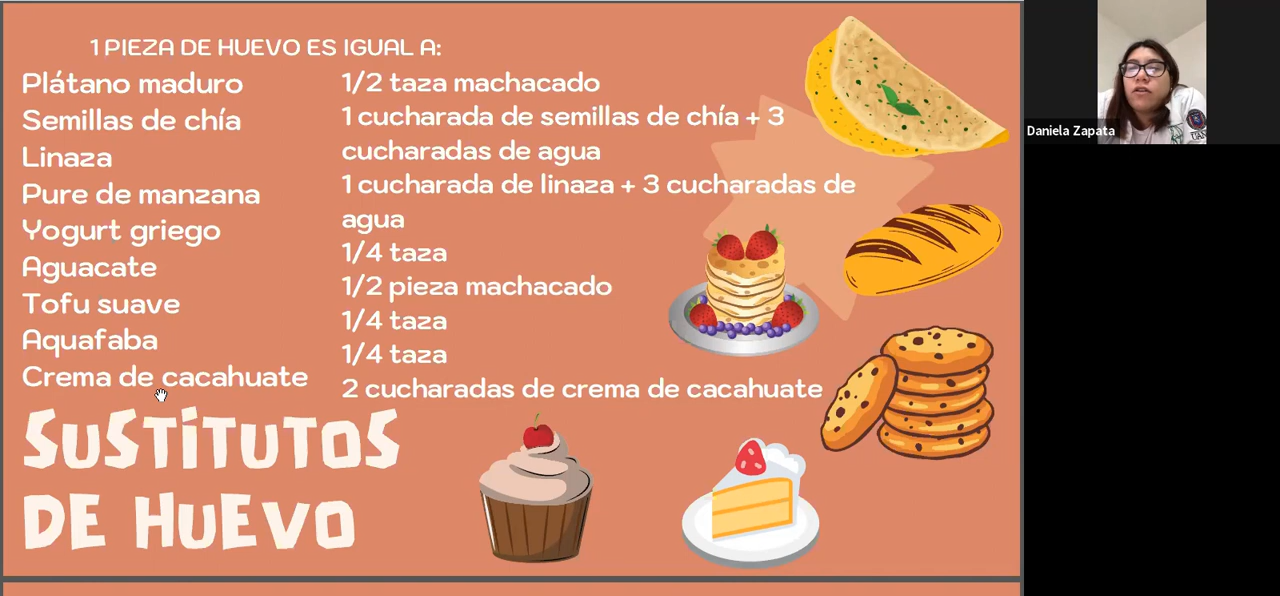 1 PIEZA DE HUEVO ES IGUAL A:
Plátano maduro
Semillas de chía
Linaza
Pure de manzana
Yogurt griego
Aguacate
Tofu suave
Aquafaba
Crema de cacahuate
1/2 taza machacado
1 cucharada de semillas de chía + 3
cucharadas de agua
1 cucharada de linaza + 3 cucharadas de
agua
1/4 taza
1/2 pieza machacado
1/4 taza
1/4 taza
2 cucharadas de crema de cacahuate
SUSTITUTOS
DE HUEVO
Daniela Zapata